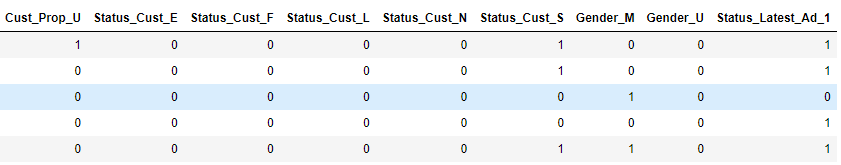 Cust_Prop_U Status_Cust_E Status_Cust_F Status_Cust_L Status_Cust_N Status_Cust_S Gender_M Gender_U Status_Latest_Ad_1
1 0 0 0 0 1 0 0 1
0 0 0 0 0 1 0 0 1
0 0 0 0 0 0 1 0 0
0 0 0 0 0 0 0 0 1
0 0 0 0 0 1 1 0 1